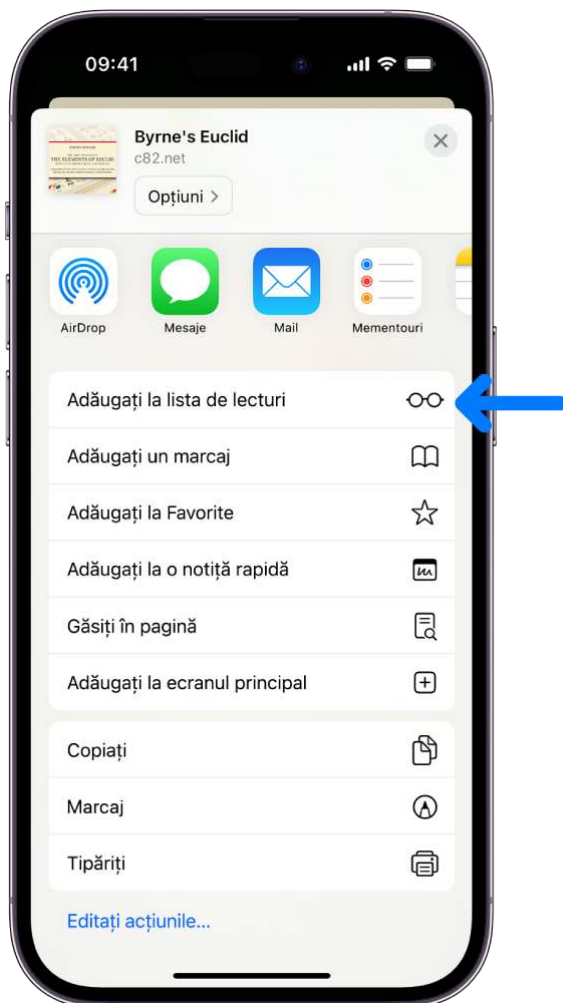 09:41
Byrne's Euclid
c82.net
Opțiuni >
AirDrop
Mesaje
Mail
Mementouri
Adăugați la lista de lecturi
Adăugați un marcaj
Adăugați la Favorite
Adăugați la o notiță rapidă
Găsiți în pagină
Adăugați la ecranul principal
Copiați
Marcaj
Tipăriți
Editați acțiunile...